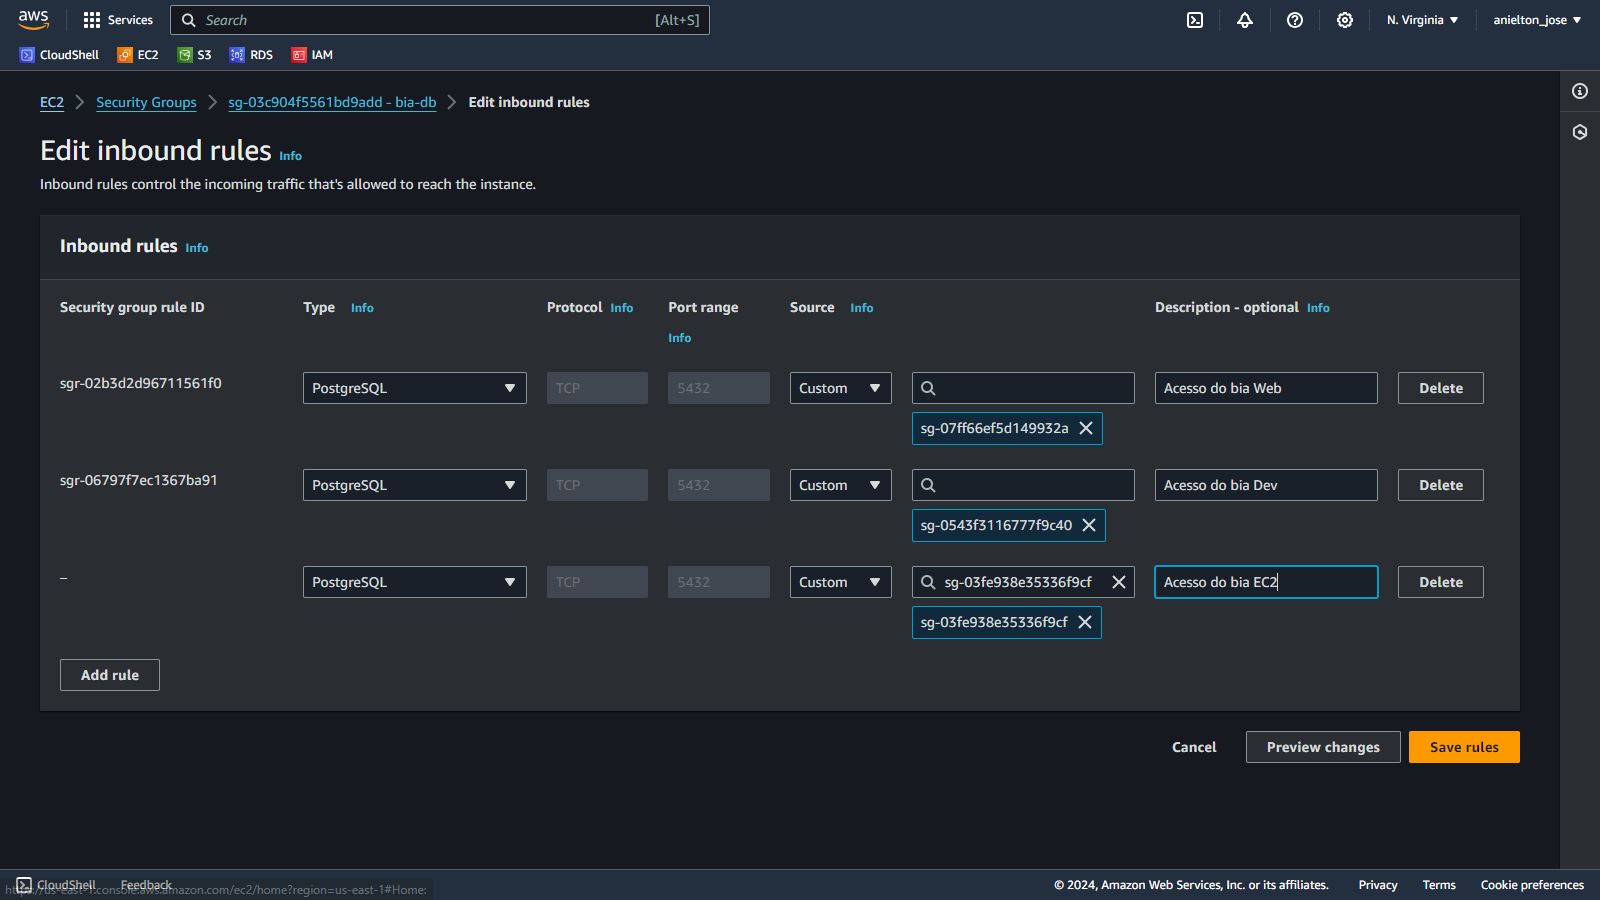 aws Services Search [Alt+S] N. Virginia anielton_jose
CloudShell EC2 S3 RDS IAM
EC2 Security Groups sg-03c904f5561bd9add - bia-db Edit inbound rules
Edit inbound rules Info
Inbound rules control the incoming traffic that's allowed to reach the instance.
Inbound rules Info
Security group rule ID Type Info Protocol Info Port range Info Source Info Description - optional Info
sgr-02b3d2d96711561f0 PostgreSQL TCP 5432 Custom Acesso do bia Web Delete
sg-07ff66ef5d149932a
sgr-06797f7ec1367ba91 PostgreSQL TCP 5432 Custom Acesso do bia Dev Delete
sg-0543f3116777f9c40
– PostgreSQL TCP 5432 Custom sg-03fe938e35336f9cf Acesso do bia EC2 Delete
sg-03fe938e35336f9cf
Add rule
Cancel Preview changes Save rules
CloudShell Feedback © 2024, Amazon Web Services, Inc. or its affiliates. Privacy Terms Cookie preferences
https://us-east-1.console.aws.amazon.com/ec2/home?region=us-east-1#Home: